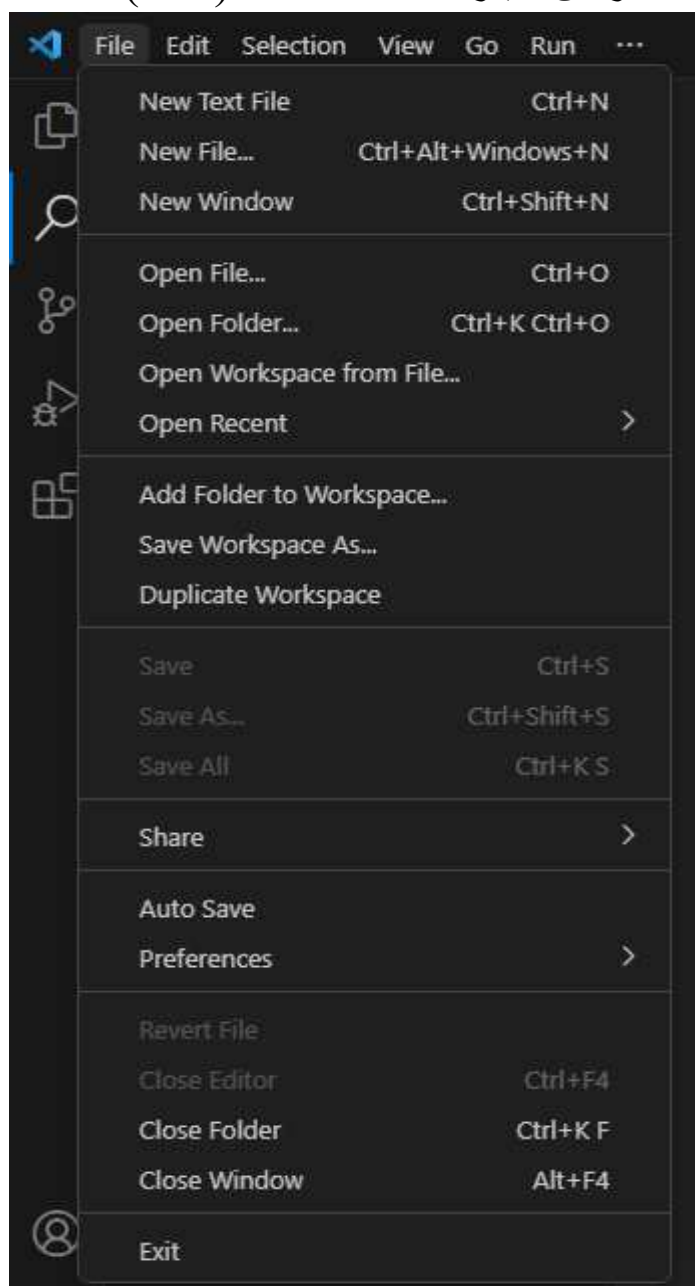 File Edit Selection View Go Run ...
New Text File Ctrl+N
New File... Ctrl+Alt+Windows+N
New Window Ctrl+Shift+N
Open File... Ctrl+O
Open Folder... Ctrl+K Ctrl+O
Open Workspace from File...
Open Recent >
Add Folder to Workspace...
Save Workspace As...
Duplicate Workspace
Save Ctrl+S
Save As... Ctrl+Shift+S
Save All Ctrl+K S
Share >
Auto Save
Preferences >
Revert File
Close Editor Ctrl+F4
Close Folder Ctrl+K F
Close Window Alt+F4
Exit